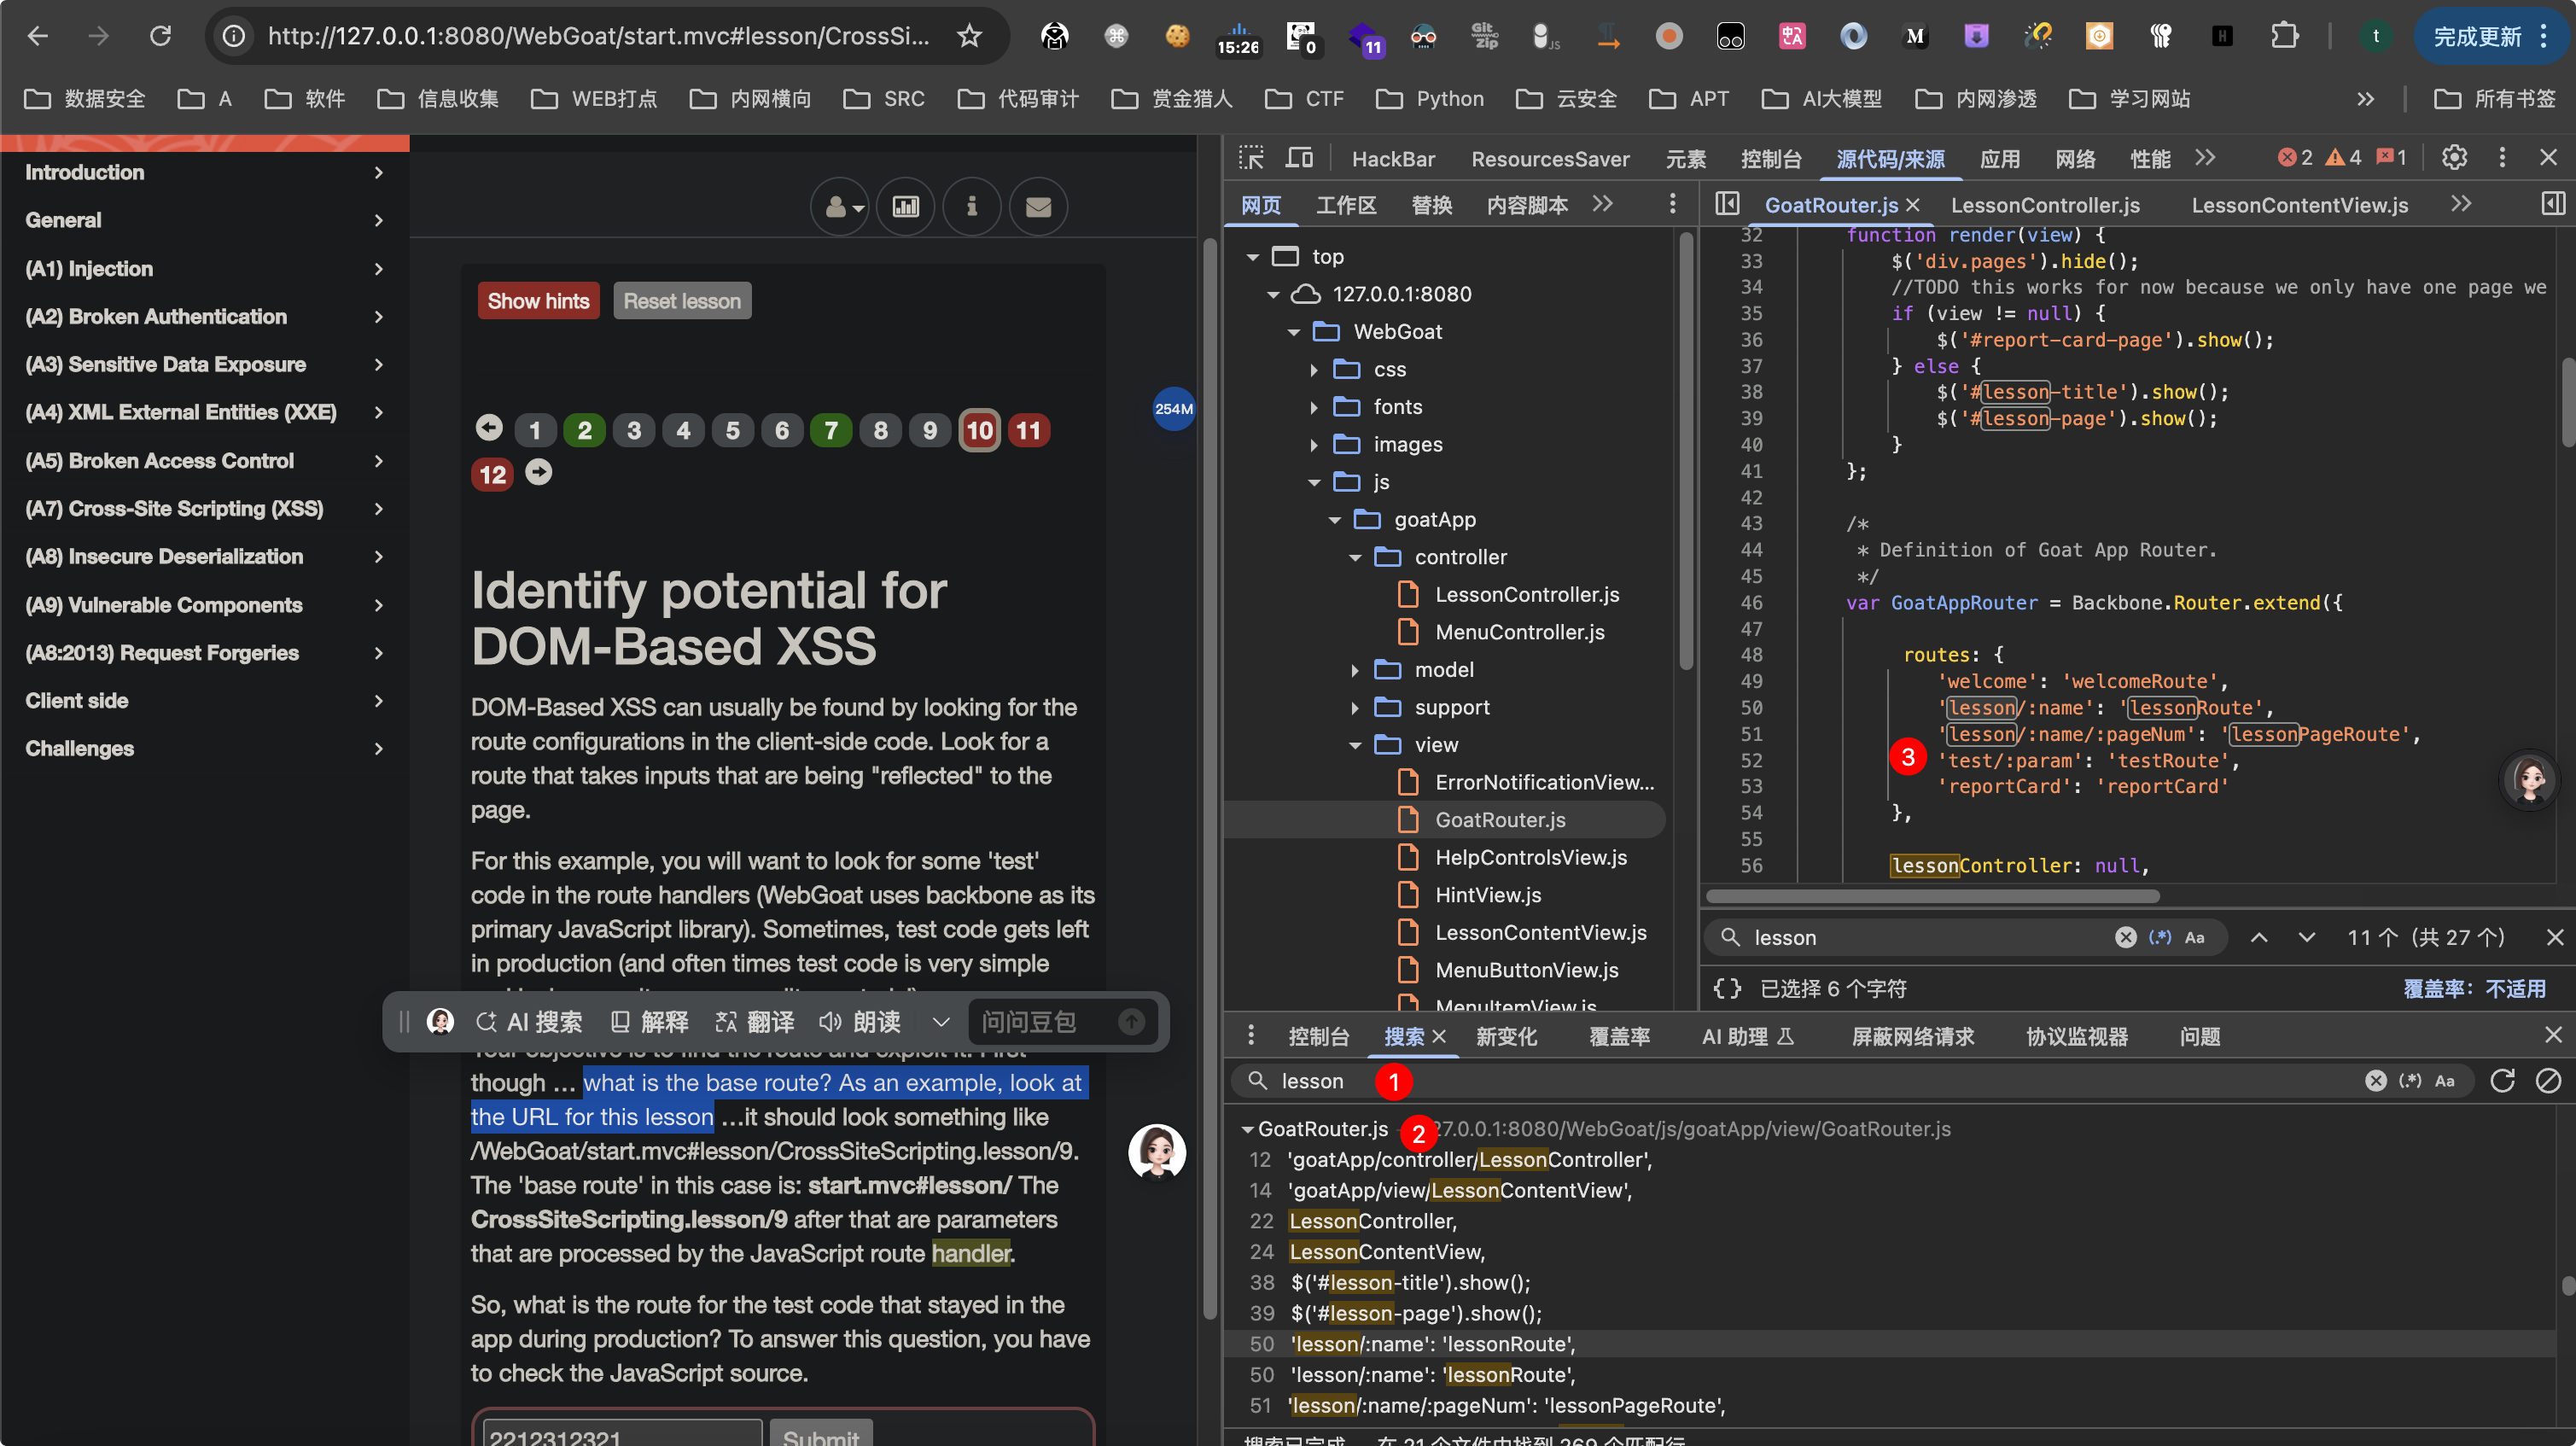 http://127.0.0.1:8080/WebGoat/start.mvc#lesson/CrossSi...
15:26
0
11
Git
Zip
JS
M
H
t
完成更新
数据安全
A
软件
信息收集
WEB打点
内网横向
SRC
代码审计
赏金猎人
CTF
Python
云安全
APT
AI大模型
内网渗透
学习网站
所有书签
Introduction
General
(A1) Injection
(A2) Broken Authentication
(A3) Sensitive Data Exposure
(A4) XML External Entities (XXE)
(A5) Broken Access Control
(A7) Cross-Site Scripting (XSS)
(A8) Insecure Deserialization
(A9) Vulnerable Components
(A8:2013) Request Forgeries
Client side
Challenges
Show hints
Reset lesson
254M
1 2 3 4 5 6 7 8 9 10 11
12
Identify potential for
DOM-Based XSS
DOM-Based XSS can usually be found by looking for the
route configurations in the client-side code. Look for a
route that takes inputs that are being "reflected" to the
page.
For this example, you will want to look for some 'test'
code in the route handlers (WebGoat uses backbone as its
primary JavaScript library). Sometimes, test code gets left
in production (and often times test code is very simple
AI 搜索
解释
翻译
朗读
问问豆包
Your objective is to find the route and exploit it. First
though ... what is the base route? As an example, look at
the URL for this lesson ...it should look something like
/WebGoat/start.mvc#lesson/CrossSiteScripting.lesson/9.
The 'base route' in this case is: start.mvc#lesson/ The
CrossSiteScripting.lesson/9 after that are parameters
that are processed by the JavaScript route handler.
So, what is the route for the test code that stayed in the
app during production? To answer this question, you have
to check the JavaScript source.
2212312321
Submit
HackBar
ResourcesSaver
元素
控制台
源代码/来源
应用
网络
性能
2
4
1
网页
工作区
替换
内容脚本
top
127.0.0.1:8080
WebGoat
css
fonts
images
js
goatApp
controller
LessonController.js
MenuController.js
model
support
view
ErrorNotificationView...
GoatRouter.js
HelpControlsView.js
HintView.js
LessonContentView.js
MenuButtonView.js
MenuItemView.js
GoatRouter.js
LessonController.js
LessonContentView.js
32 function render(view) {
33 $('div.pages').hide();
34 //TODO this works for now because we only have one page we
35 if (view != null) {
36 $('#report-card-page').show();
37 } else {
38 $('#lesson-title').show();
39 $('#lesson-page').show();
40 }
41 };
42
43 /*
44 * Definition of Goat App Router.
45 */
46 var GoatAppRouter = Backbone.Router.extend({
47
48 routes: {
49 'welcome': 'welcomeRoute',
50 'lesson/:name': 'lessonRoute',
51 'lesson/:name/:pageNum': 'lessonPageRoute',
52 'test/:param': 'testRoute',
53 'reportCard': 'reportCard'
54 },
55
56 lessonController: null,
3
lesson
(.*)
Aa
11 个（共 27 个）
{} 已选择 6 个字符
覆盖率：不适用
控制台
搜索
新变化
覆盖率
AI 助理
屏蔽网络请求
协议监视器
问题
lesson
1
(.*)
Aa
GoatRouter.js
2
27.0.0.1:8080/WebGoat/js/goatApp/view/GoatRouter.js
12 'goatApp/controller/LessonController',
14 'goatApp/view/LessonContentView',
22 LessonController,
24 LessonContentView,
38 $('#lesson-title').show();
39 $('#lesson-page').show();
50 'lesson/:name': 'lessonRoute',
50 'lesson/:name': 'lessonRoute',
51 'lesson/:name/:pageNum': 'lessonPageRoute',
搜索已完成。在 21 个文件中找到 269 个匹配行